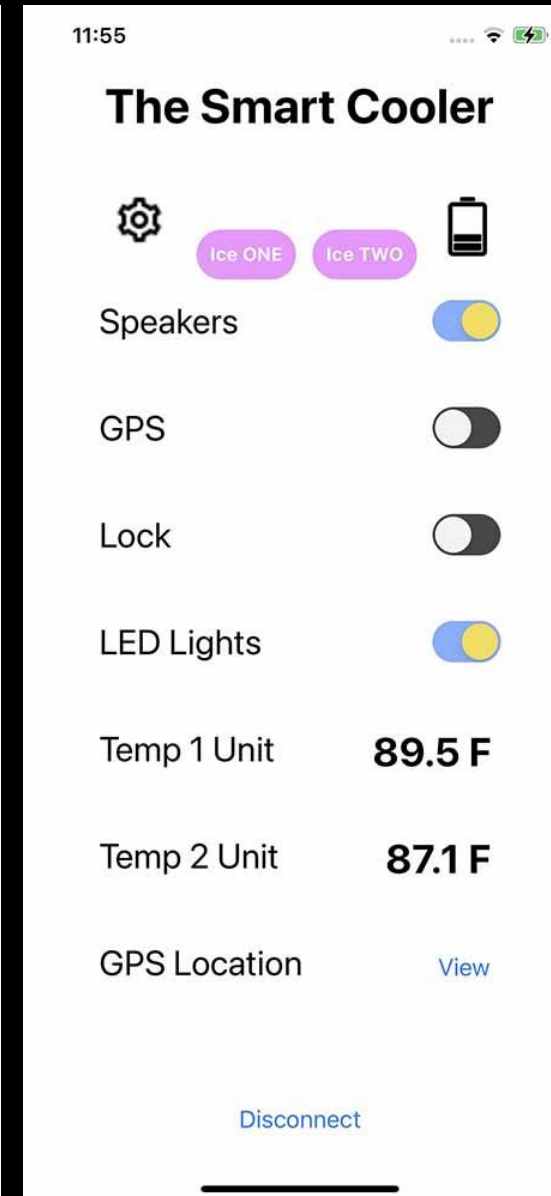 11:55
The Smart Cooler
Ice ONE Ice TWO
Speakers
GPS
Lock
LED Lights
Temp 1 Unit 89.5 F
Temp 2 Unit 87.1 F
GPS Location View
Disconnect